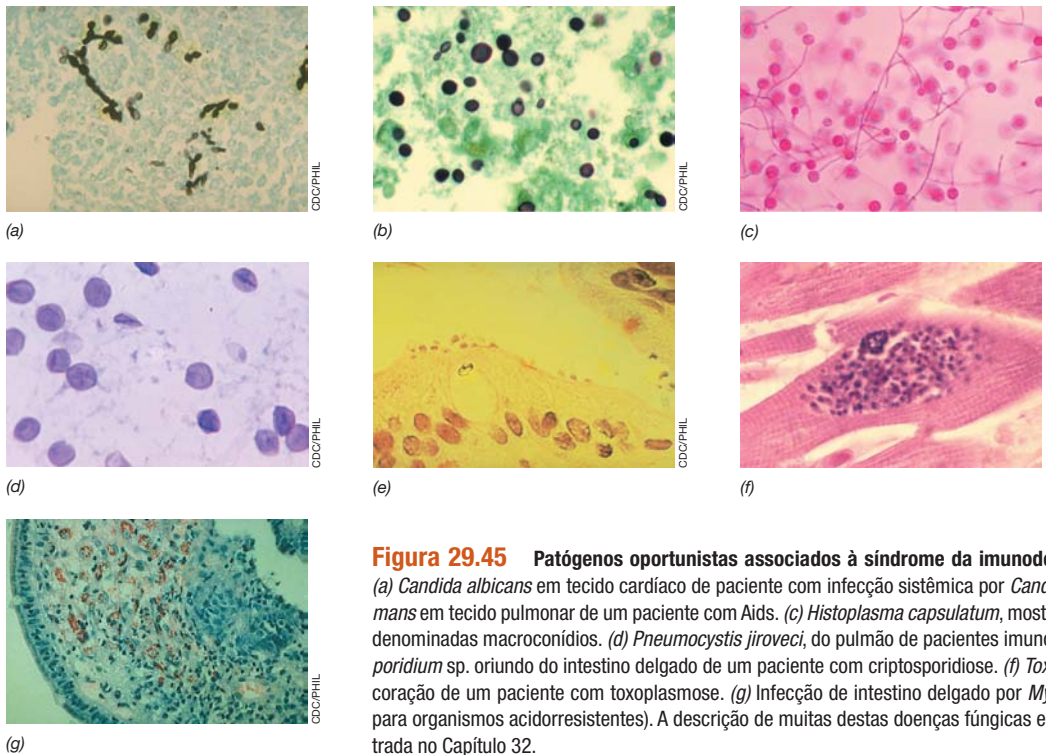 CDC/PHIL
CDC/PHIL
(a)
(b)
(c)
CDC/PHIL
CDC/PHIL
(d)
(e)
(f)
CDC/PHIL
(g)
Figura 29.45 Patógenos oportunistas associados à síndrome da imunode
(a) Candida albicans em tecido cardíaco de paciente com infecção sistêmica por Cand
mans em tecido pulmonar de um paciente com Aids. (c) Histoplasma capsulatum, most
denominadas macroconídios. (d) Pneumocystis jiroveci, do pulmão de pacientes imuno
poridium sp. oriundo do intestino delgado de um paciente com criptosporidiose. (f) Tox
coração de um paciente com toxoplasmose. (g) Infecção de intestino delgado por My
para organismos acidorresistentes). A descrição de muitas destas doenças fúngicas e
trada no Capítulo 32.